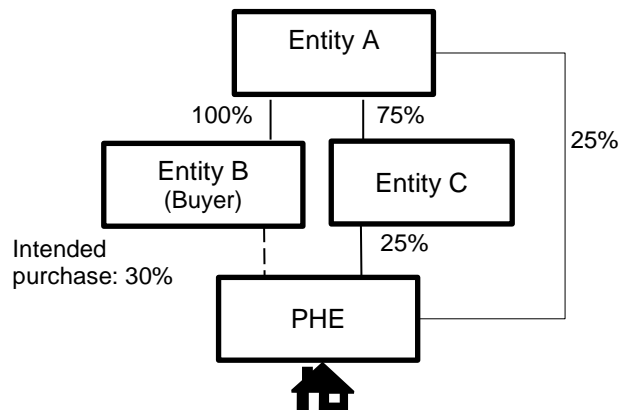 Entity A
100%
75%
25%
Entity B
(Buyer)
Entity C
Intended
purchase: 30%
25%
PHE